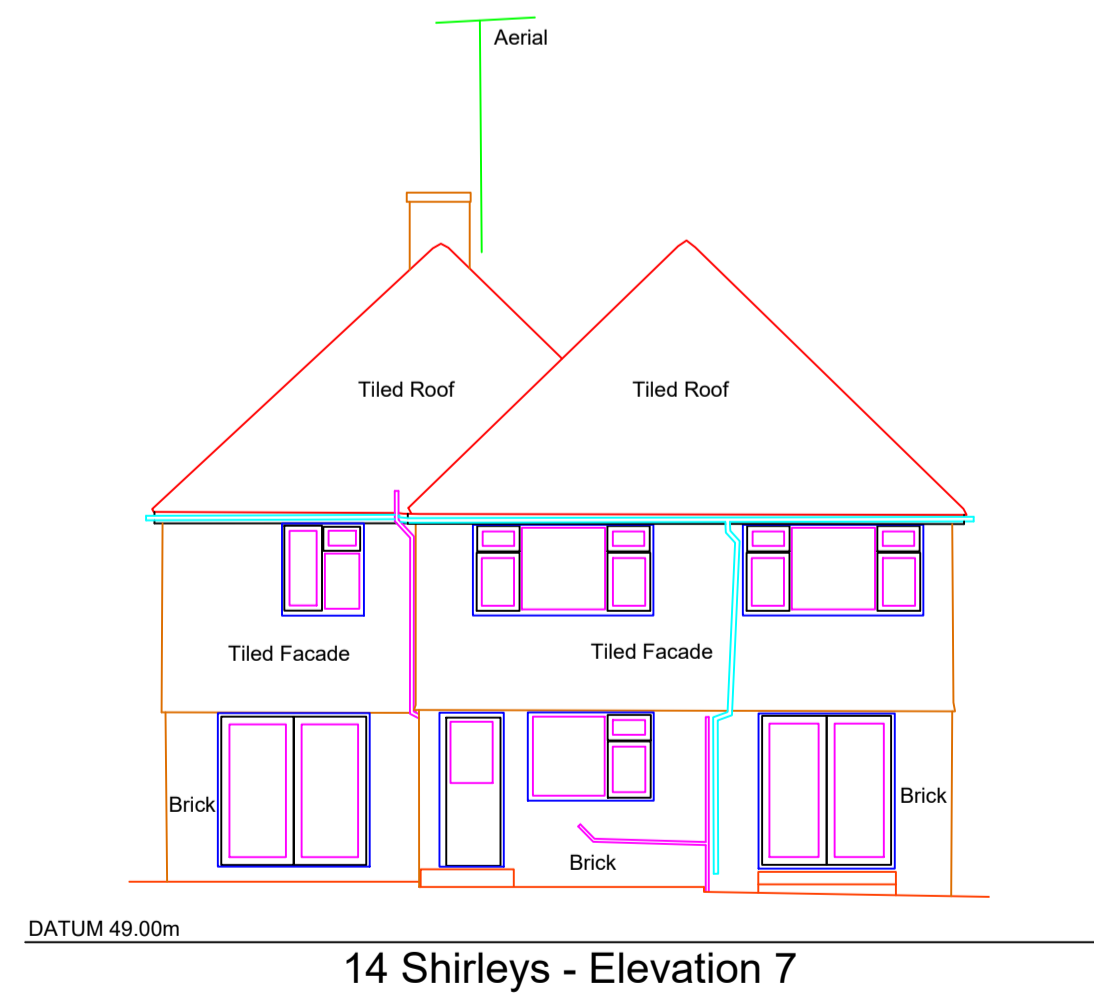 Aerial
Tiled Roof
Tiled Roof
Tiled Facade
Tiled Facade
Brick
Brick
Brick
DATUM 49.00m
14 Shirleys - Elevation 7